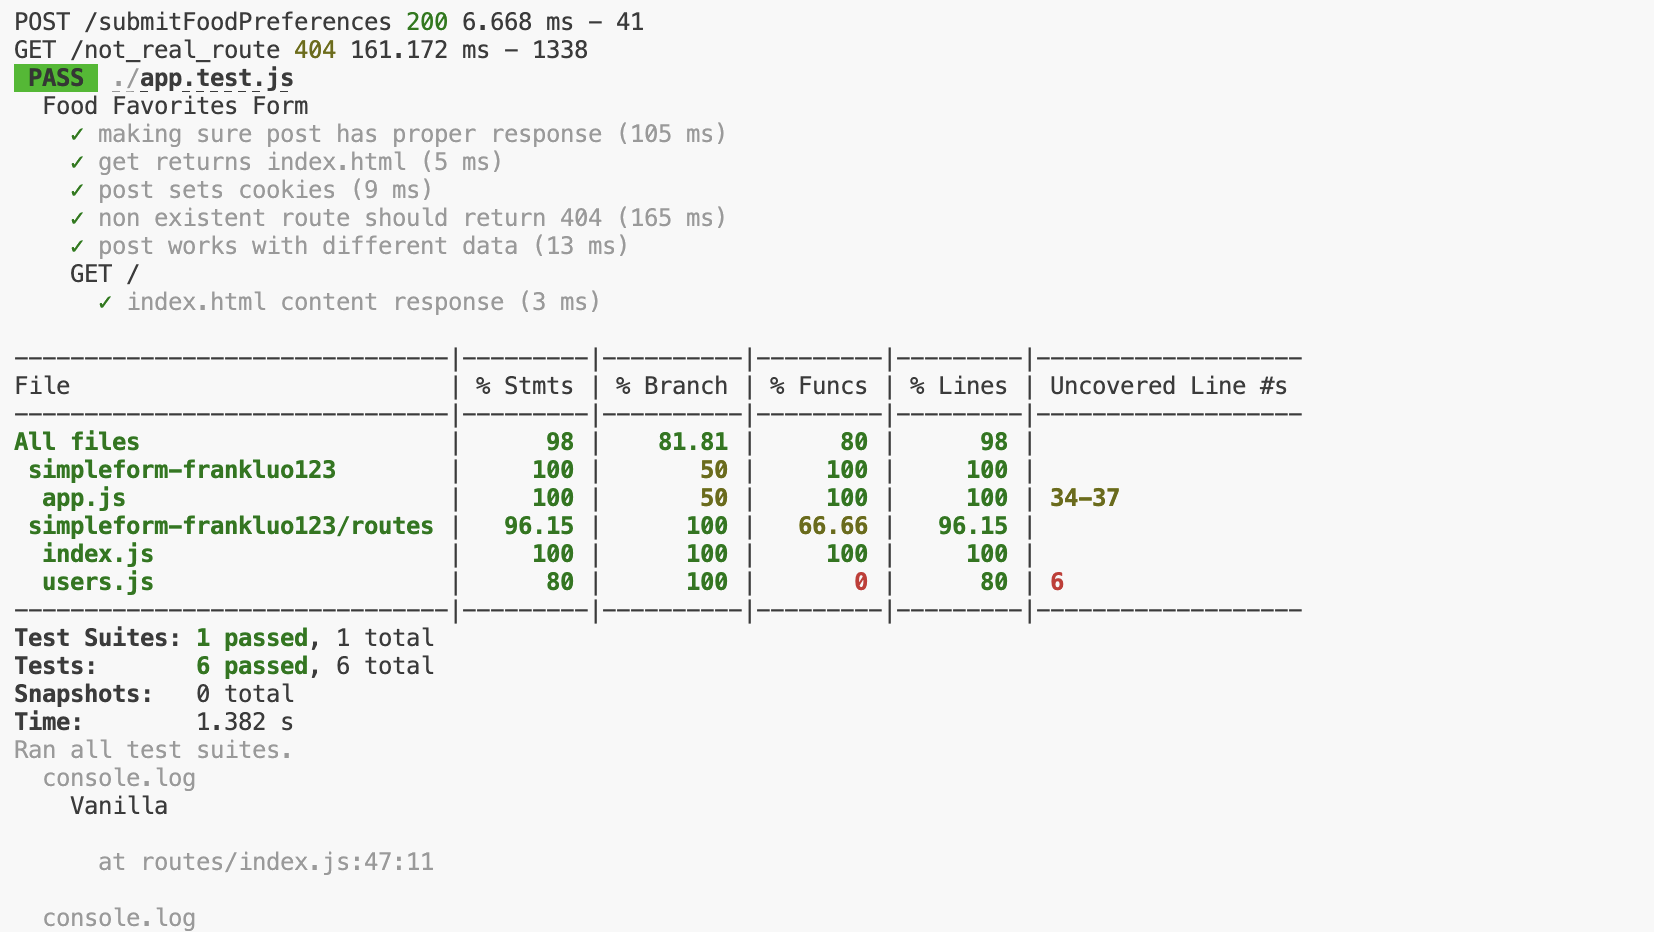 POST /submitFoodPreferences 200 6.668 ms - 41
GET /not_real_route 404 161.172 ms - 1338
PASS ./app.test.js
Food Favorites Form
✓ making sure post has proper response (105 ms)
✓ get returns index.html (5 ms)
✓ post sets cookies (9 ms)
✓ non existent route should return 404 (165 ms)
✓ post works with different data (13 ms)
GET /
✓ index.html content response (3 ms)
-------------------------------|---------|----------|---------|---------|-------------------
File | % Stmts | % Branch | % Funcs | % Lines | Uncovered Line #s
-------------------------------|---------|----------|---------|---------|-------------------
All files | 98 | 81.81 | 80 | 98 |
simpleform-frankluo123 | 100 | 50 | 100 | 100 |
app.js | 100 | 50 | 100 | 100 | 34-37
simpleform-frankluo123/routes | 96.15 | 100 | 66.66 | 96.15 |
index.js | 100 | 100 | 100 | 100 |
users.js | 80 | 100 | 0 | 80 | 6
-------------------------------|---------|----------|---------|---------|-------------------
Test Suites: 1 passed, 1 total
Tests: 6 passed, 6 total
Snapshots: 0 total
Time: 1.382 s
Ran all test suites.
console.log
Vanilla
at routes/index.js:47:11
console.log